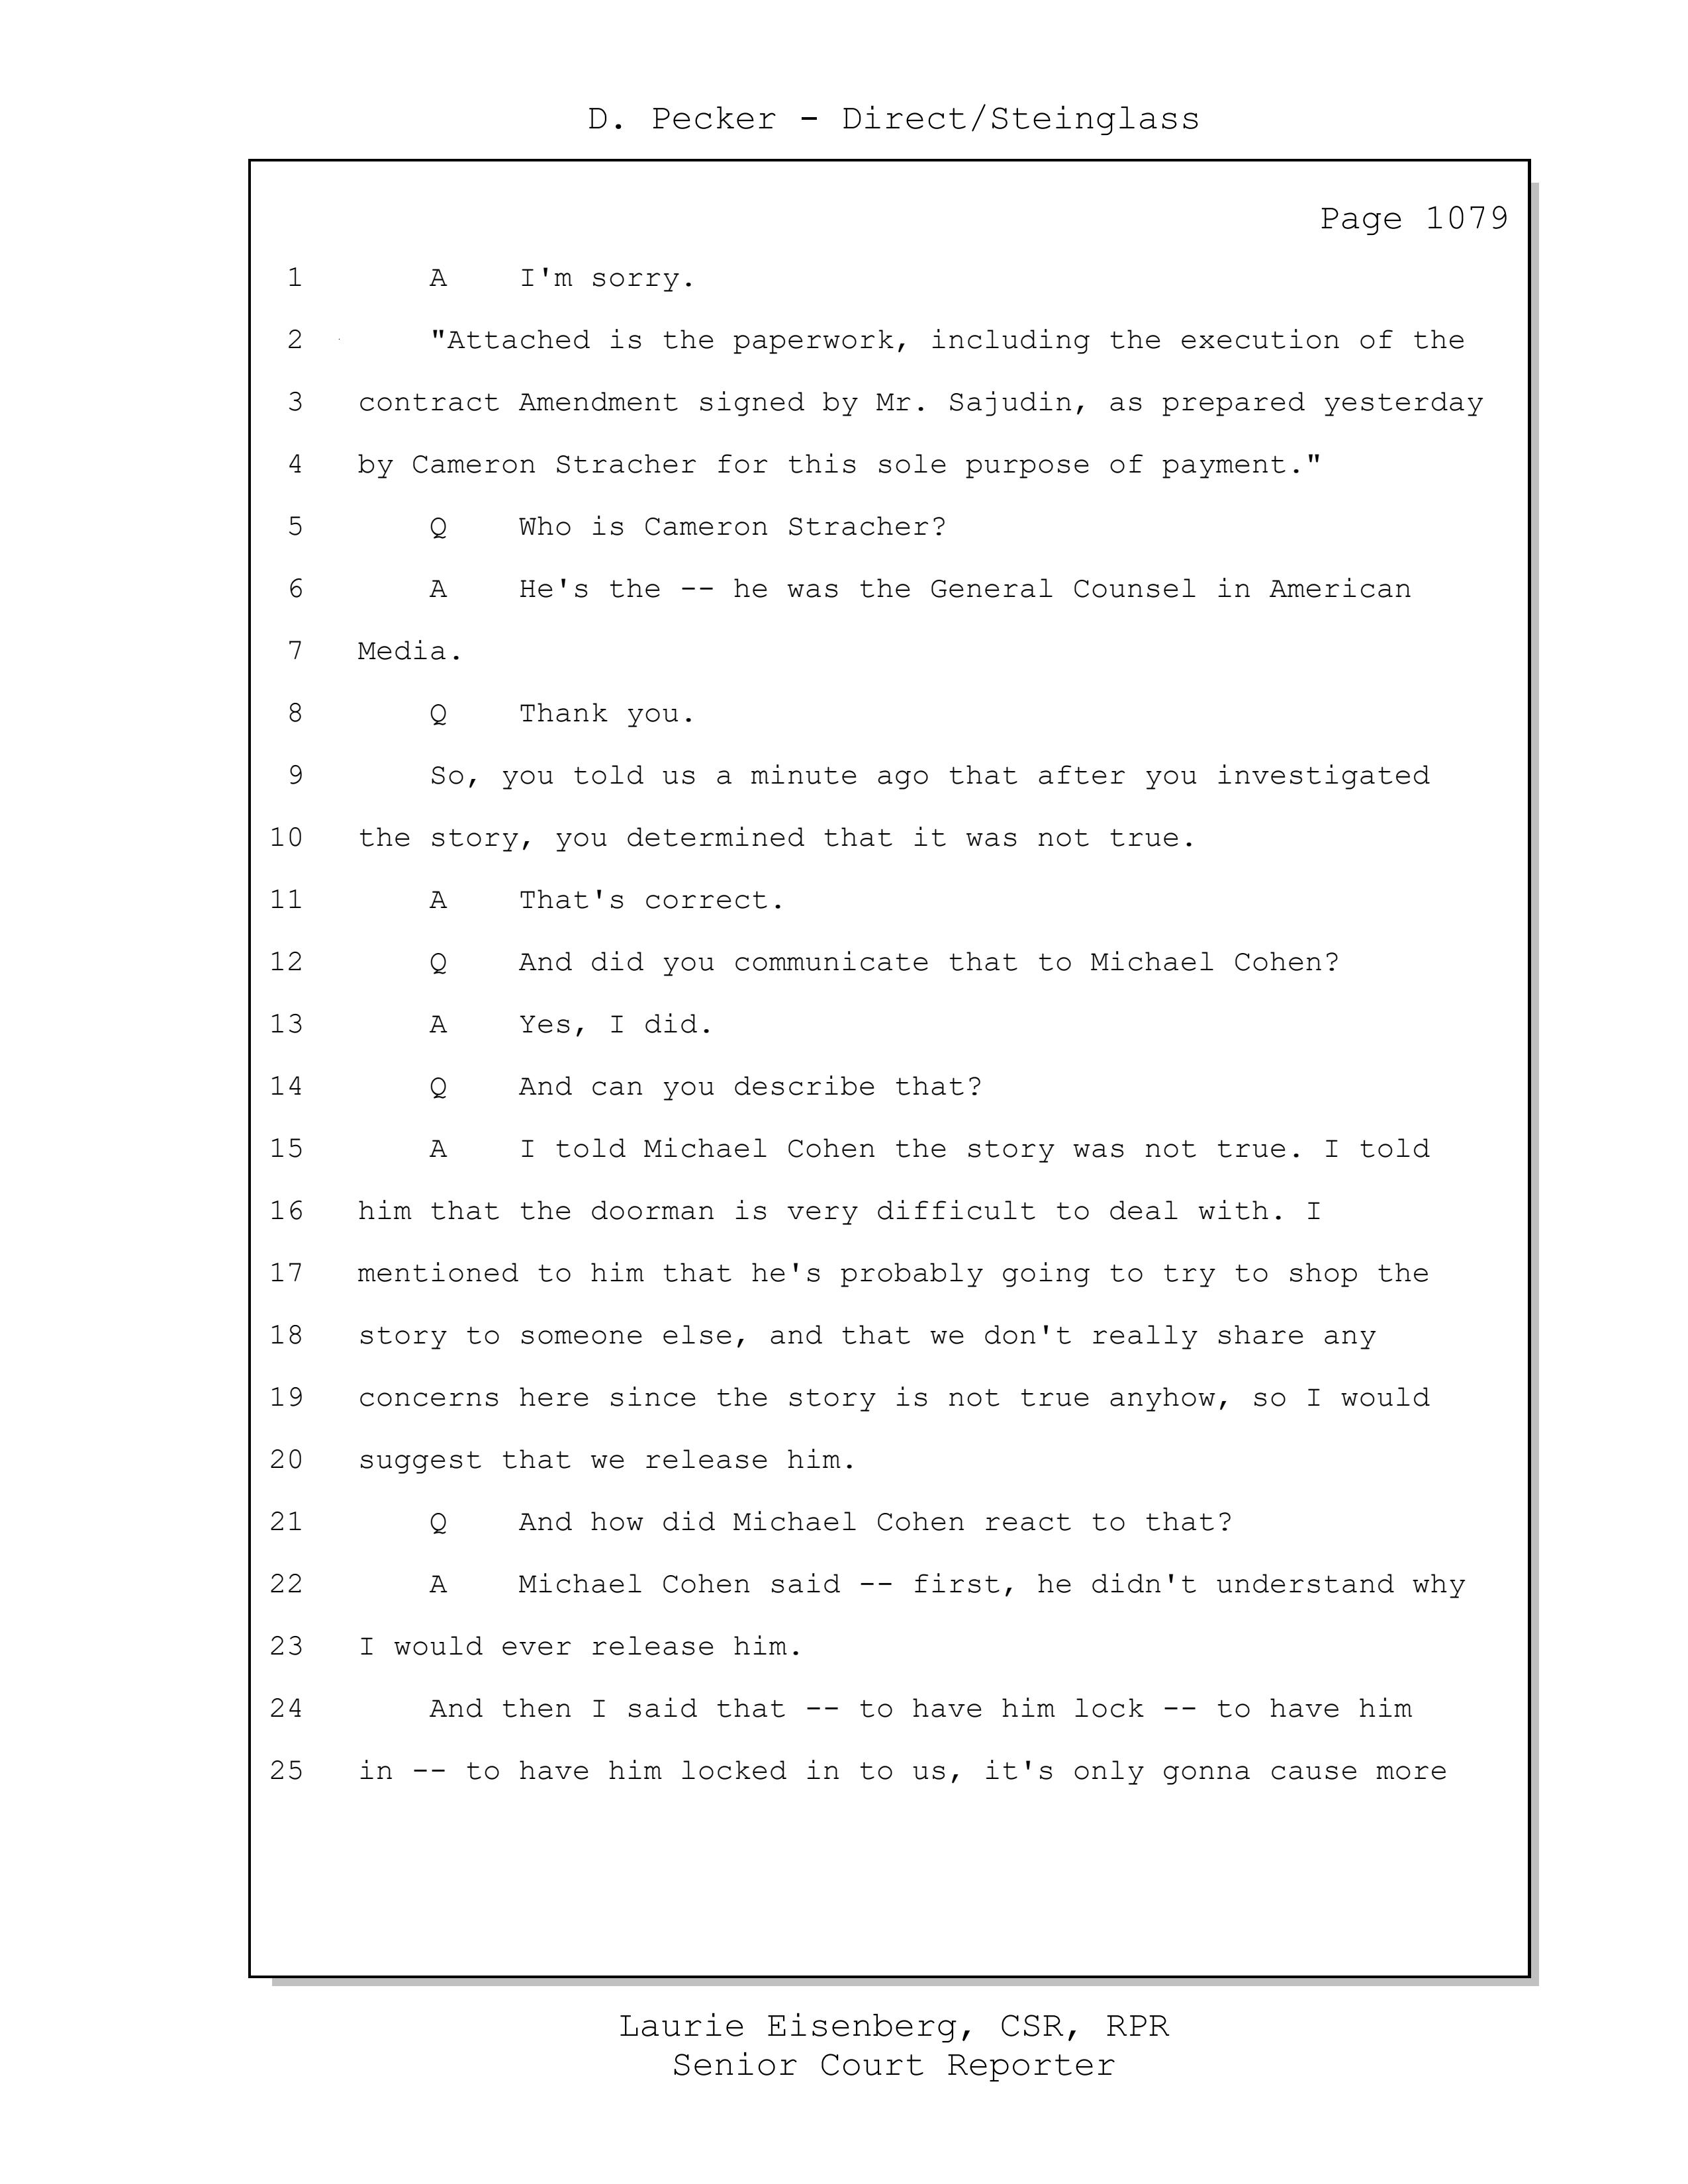 D. Pecker - Direct/Steinglass
Page 1079
1 A I'm sorry.
2 "Attached is the paperwork, including the execution of the
3 contract Amendment signed by Mr. Sajudin, as prepared yesterday
4 by Cameron Stracher for this sole purpose of payment."
5 Q Who is Cameron Stracher?
6 A He's the -- he was the General Counsel in American
7 Media.
8 Q Thank you.
9 So, you told us a minute ago that after you investigated
10 the story, you determined that it was not true.
11 A That's correct.
12 Q And did you communicate that to Michael Cohen?
13 A Yes, I did.
14 Q And can you describe that?
15 A I told Michael Cohen the story was not true. I told
16 him that the doorman is very difficult to deal with. I
17 mentioned to him that he's probably going to try to shop the
18 story to someone else, and that we don't really share any
19 concerns here since the story is not true anyhow, so I would
20 suggest that we release him.
21 Q And how did Michael Cohen react to that?
22 A Michael Cohen said -- first, he didn't understand why
23 I would ever release him.
24 And then I said that -- to have him lock -- to have him
25 in -- to have him locked in to us, it's only gonna cause more
Laurie Eisenberg, CSR, RPR
Senior Court Reporter